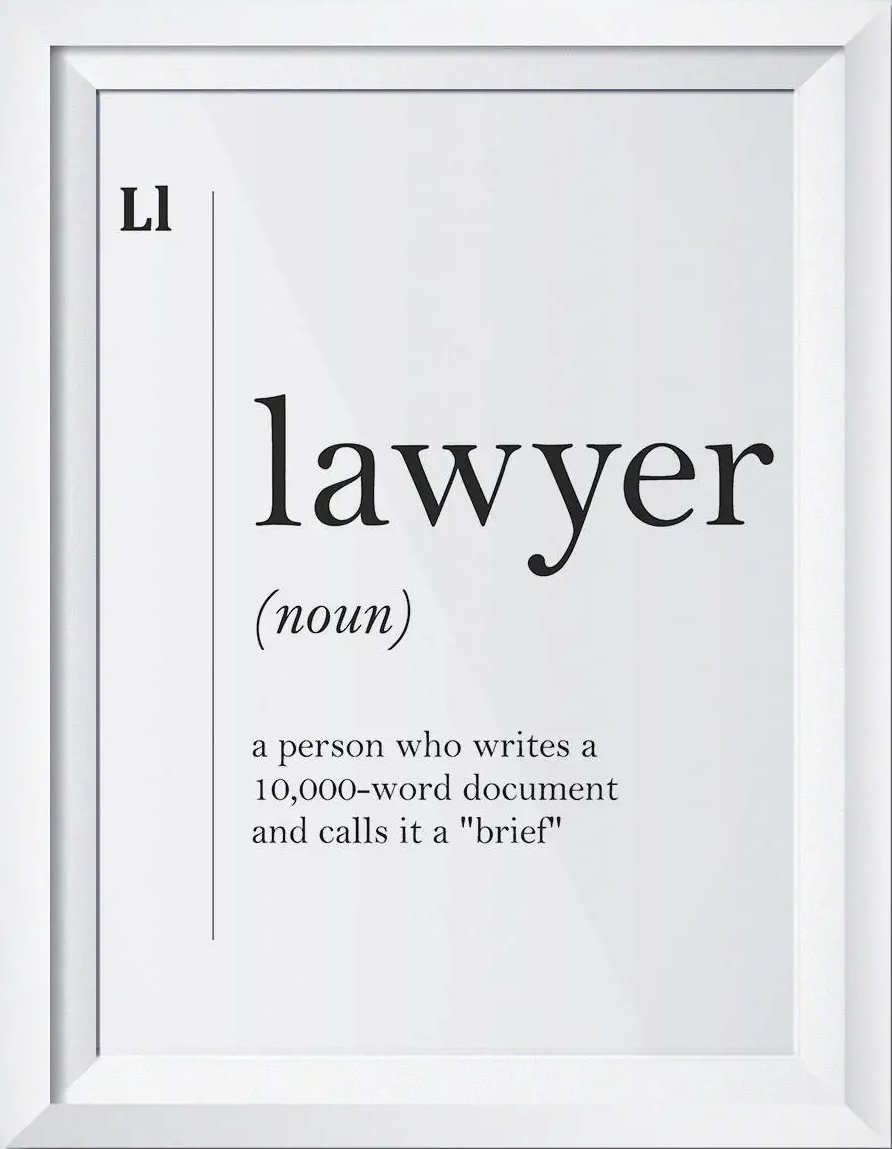 Ll
lawyer
(noun)
a person who writes a
10,000-word document
and calls it a "brief"